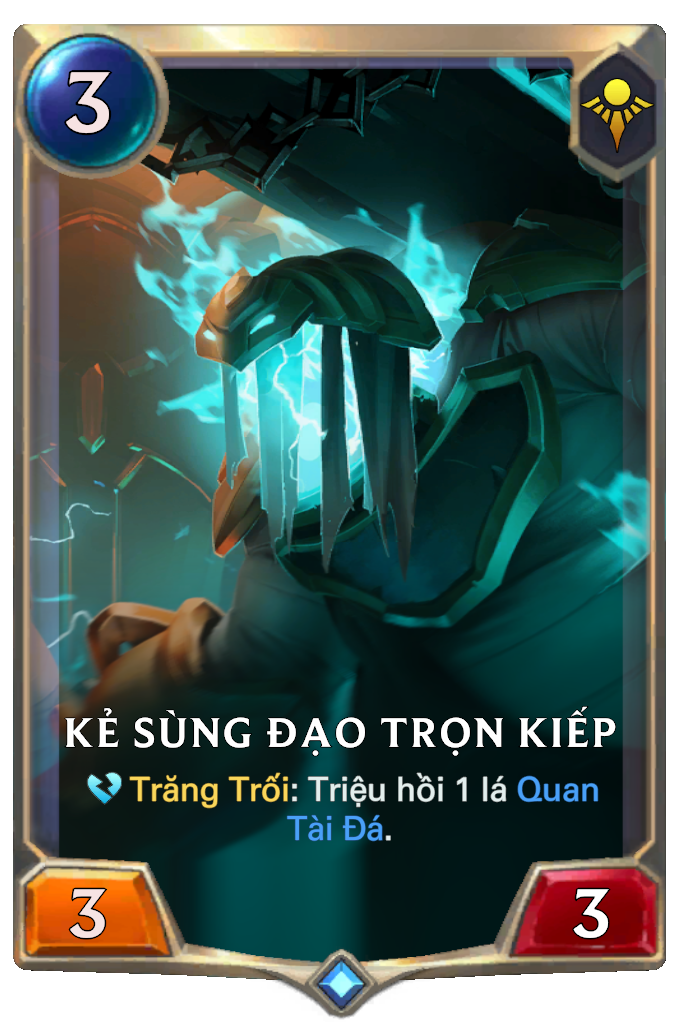 3
KẺ SÙNG ĐẠO TRỌN KIẾP
Trăng Trối: Triệu hồi 1 lá Quan
Tài Đá.
3
3